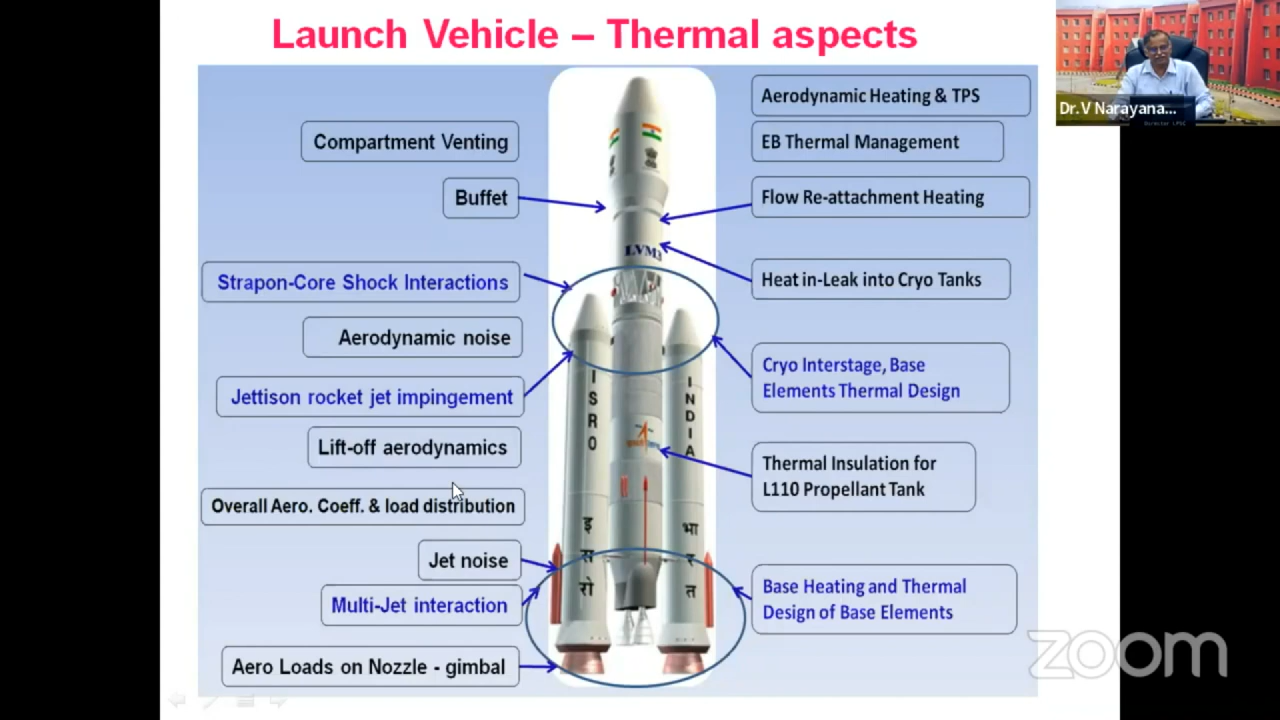 Launch Vehicle – Thermal aspects
Dr.V Narayana...
Compartment Venting
Buffet
Strapon-Core Shock Interactions
Aerodynamic noise
Jettison rocket jet impingement
Lift-off aerodynamics
Overall Aero. Coeff. & load distribution
Jet noise
Multi-Jet interaction
Aero Loads on Nozzle - gimbal
LVM3
ISRO
INDIA
इसरो
भारत
Aerodynamic Heating & TPS
EB Thermal Management
Flow Re-attachment Heating
Heat in-Leak into Cryo Tanks
Cryo Interstage, Base
Elements Thermal Design
Thermal Insulation for
L110 Propellant Tank
Base Heating and Thermal
Design of Base Elements
zoom